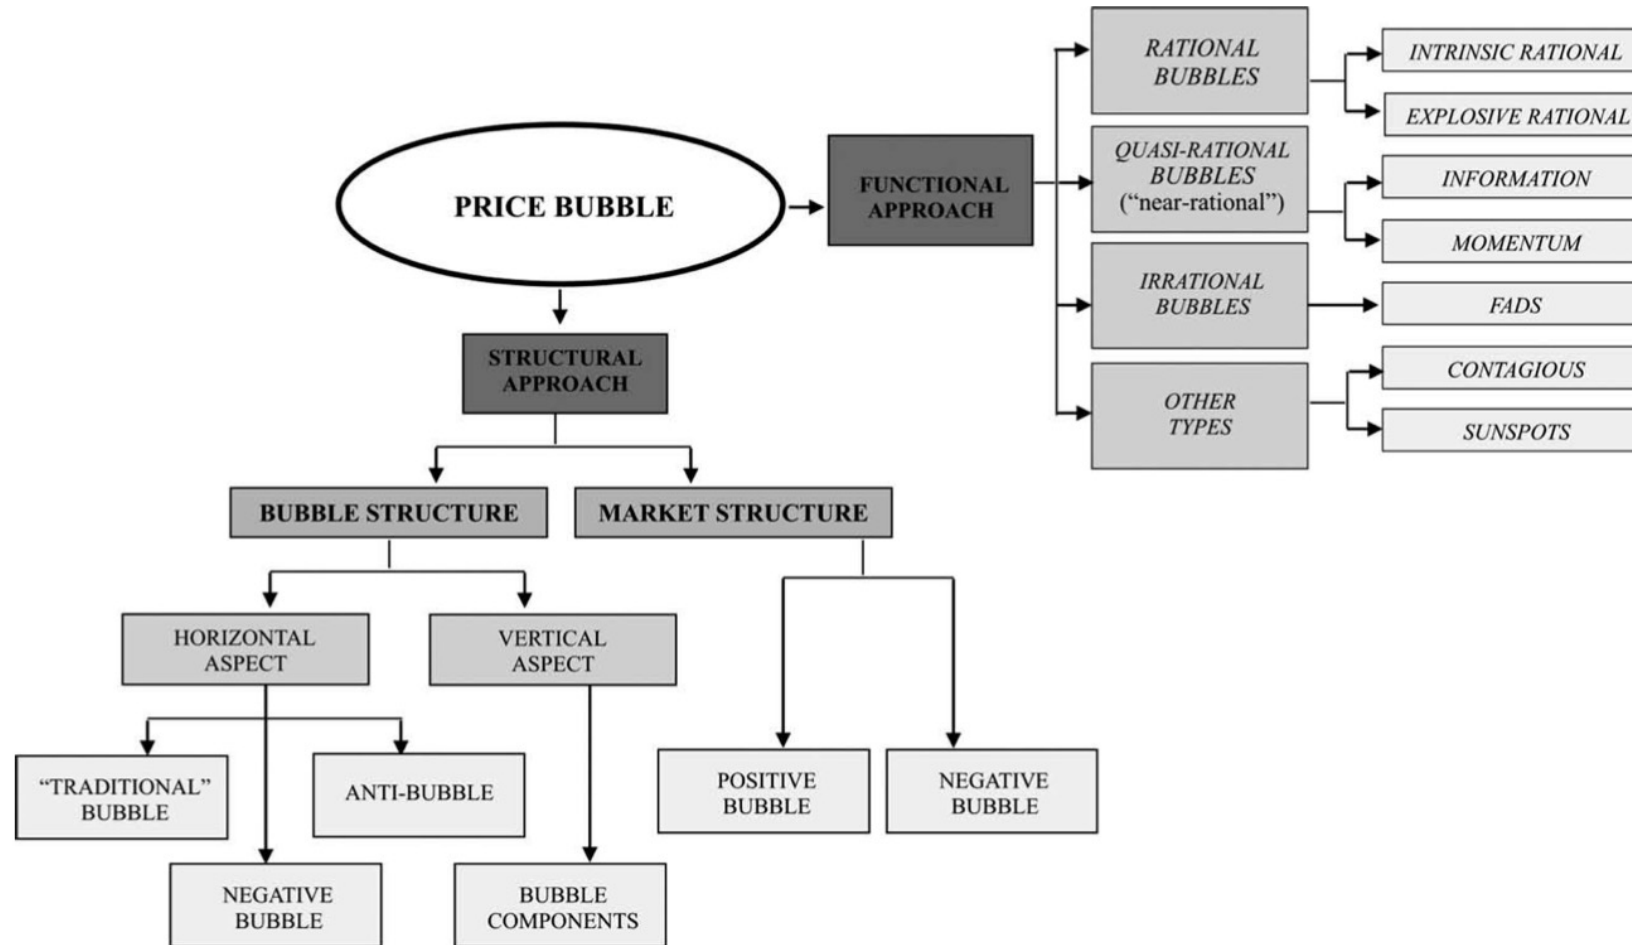 PRICE BUBBLE
FUNCTIONAL
APPROACH
RATIONAL
BUBBLES
INTRINSIC RATIONAL
EXPLOSIVE RATIONAL
QUASI-RATIONAL
BUBBLES
(“near-rational”)
INFORMATION
MOMENTUM
IRRATIONAL
BUBBLES
FADS
OTHER
TYPES
CONTAGIOUS
SUNSPOTS
STRUCTURAL
APPROACH
BUBBLE STRUCTURE
MARKET STRUCTURE
HORIZONTAL
ASPECT
VERTICAL
ASPECT
“TRADITIONAL”
BUBBLE
ANTI-BUBBLE
NEGATIVE
BUBBLE
BUBBLE
COMPONENTS
POSITIVE
BUBBLE
NEGATIVE
BUBBLE